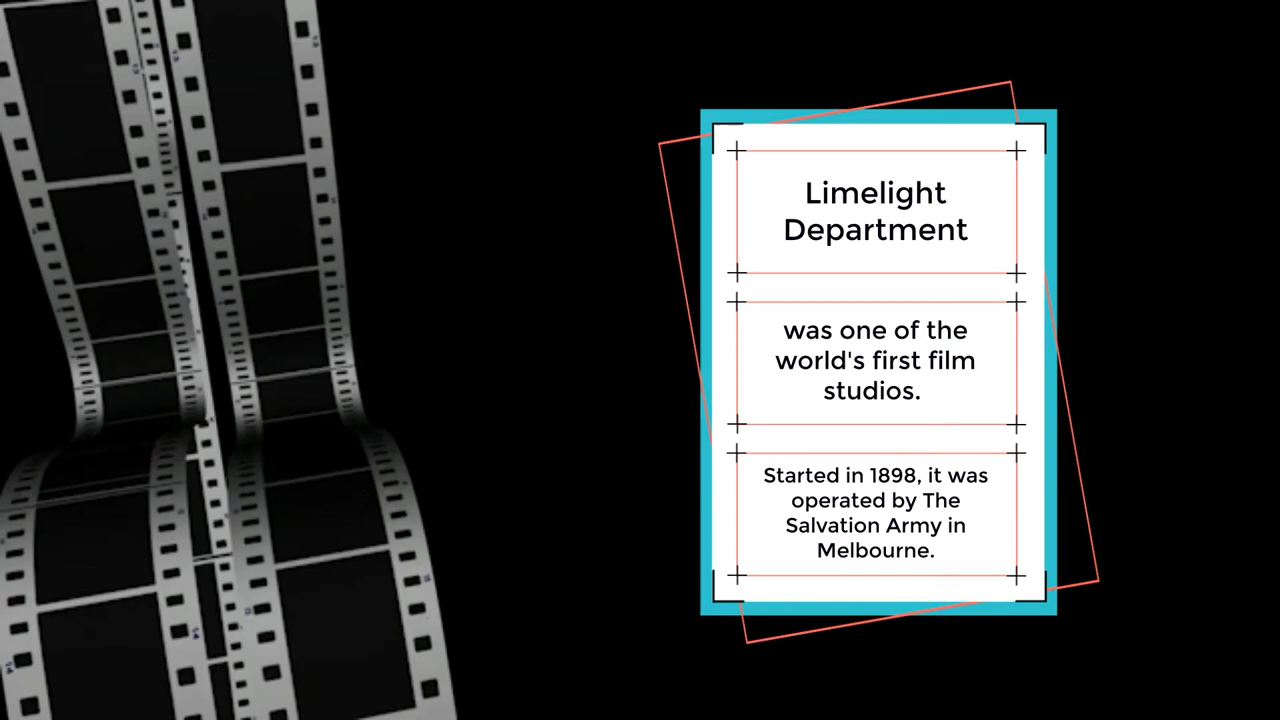 Limelight
Department
was one of the
world's first film
studios.
Started in 1898, it was
operated by The
Salvation Army in
Melbourne.